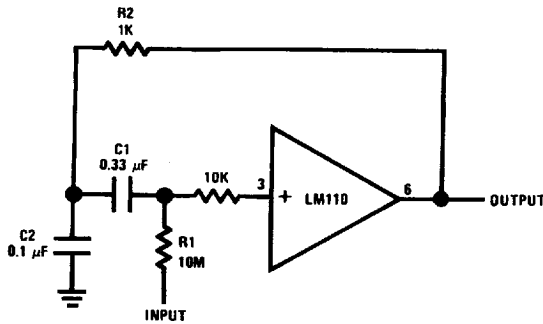 R2
1K
C1
0.33 μF
10K
3
+
LM110
6
OUTPUT
C2
0.1 μF
R1
10M
INPUT